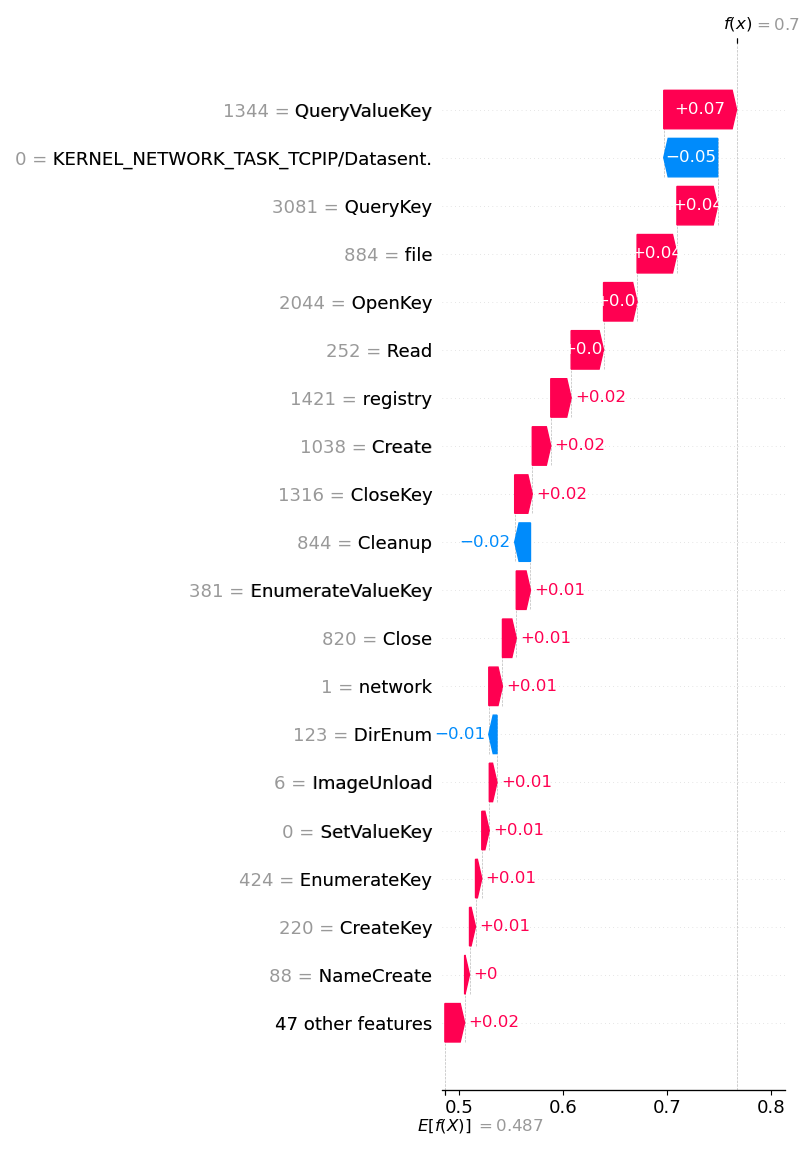 f(x) = 0.7
1344 = QueryValueKey
+0.07
0 = KERNEL_NETWORK_TASK_TCPIP/Datasent.
−0.05
3081 = QueryKey
+0.04
884 = file
+0.04
2044 = OpenKey
+0.0
252 = Read
+0.0
1421 = registry
+0.02
1038 = Create
+0.02
1316 = CloseKey
+0.02
844 = Cleanup
−0.02
381 = EnumerateValueKey
+0.01
820 = Close
+0.01
1 = network
+0.01
123 = DirEnum
−0.01
6 = ImageUnload
+0.01
0 = SetValueKey
+0.01
424 = EnumerateKey
+0.01
220 = CreateKey
+0.01
88 = NameCreate
+0
47 other features
+0.02
0.5 0.6 0.7 0.8
E[f(X)] = 0.487